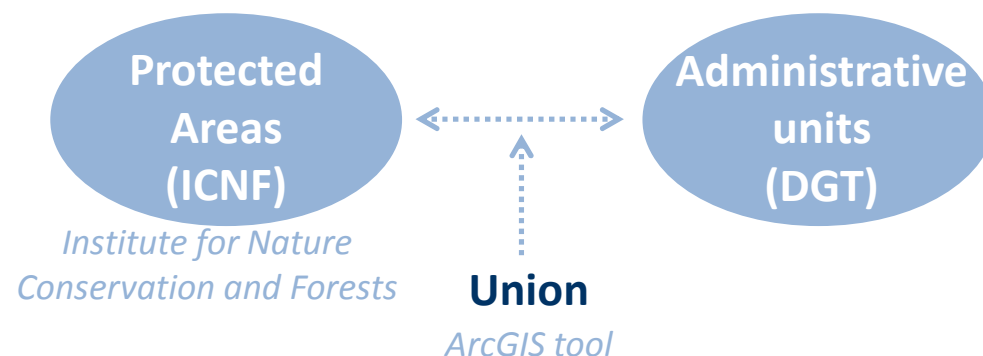 Protected
Areas
(ICNF)
Administrative
units
(DGT)
Institute for Nature
Conservation and Forests
Union
ArcGIS tool